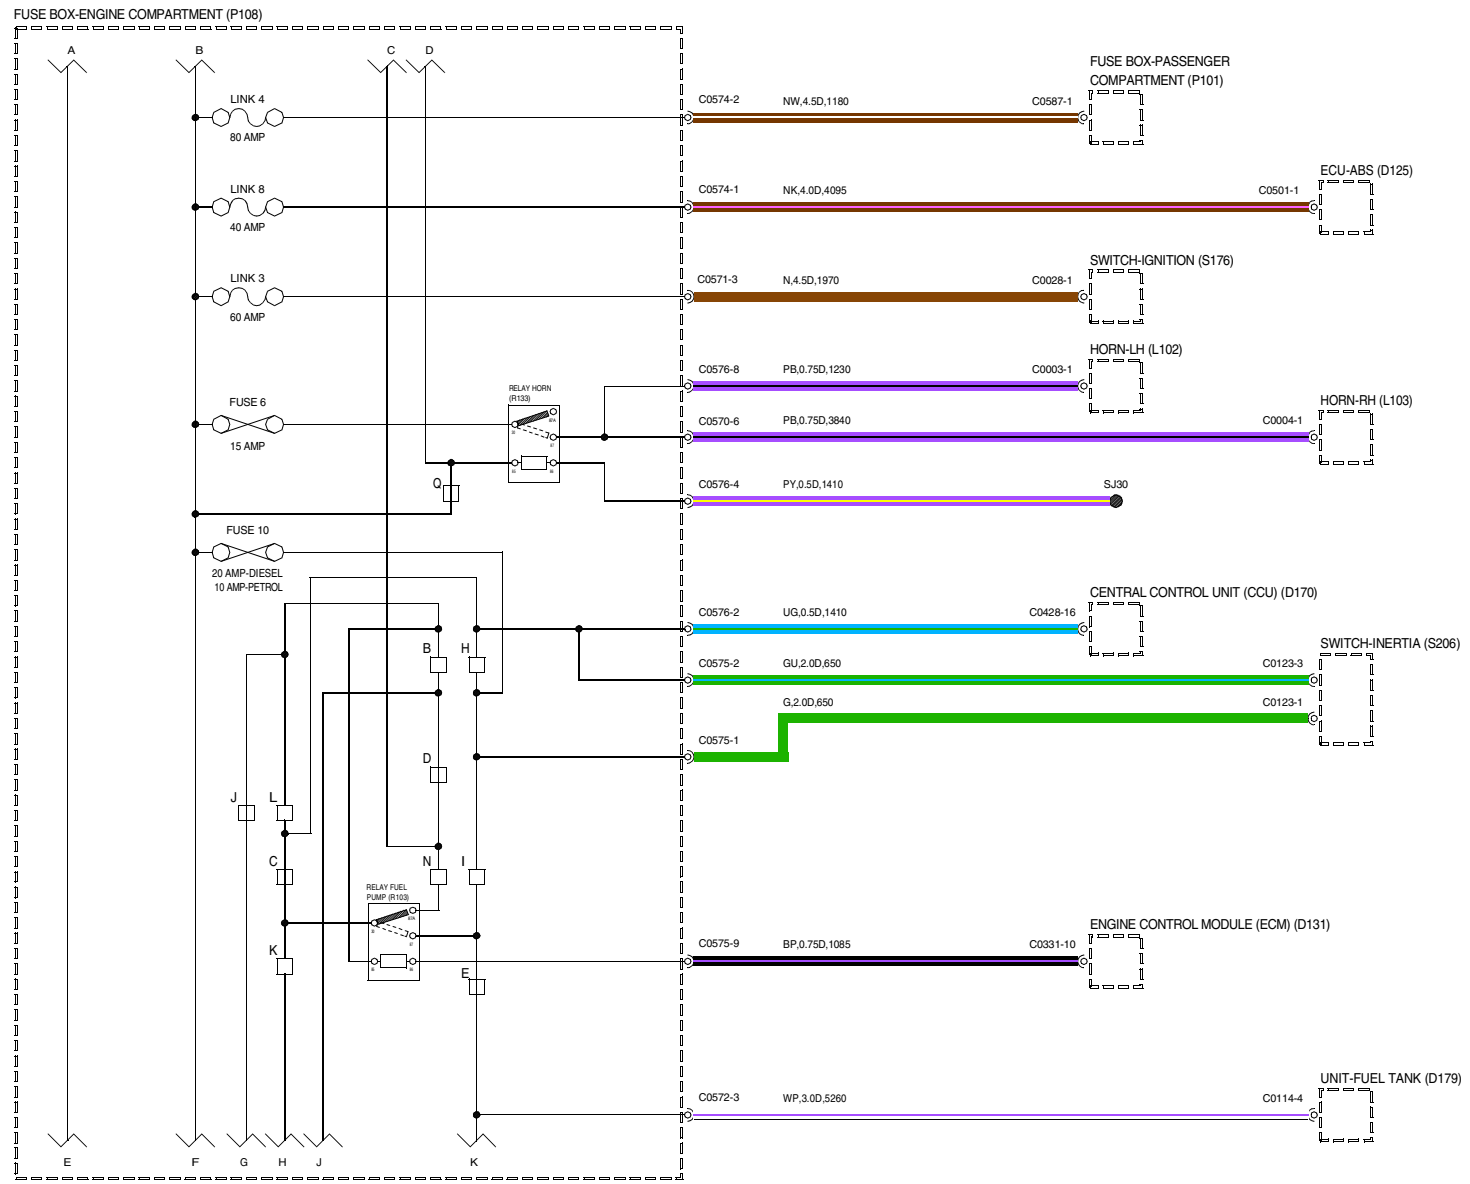 FUSE BOX-ENGINE COMPARTMENT (P108)
A
B
C
D
FUSE BOX-PASSENGER
COMPARTMENT (P101)
LINK 4
80 AMP
C0574-2
NW,4.5D,1180
C0587-1
ECU-ABS (D125)
LINK 8
40 AMP
C0574-1
NK,4.0D,4095
C0501-1
SWITCH-IGNITION (S176)
LINK 3
60 AMP
C0571-3
N,4.5D,1970
C0028-1
HORN-LH (L102)
C0576-8
PB,0.75D,1230
C0003-1
RELAY HORN
(R133)
HORN-RH (L103)
FUSE 6
15 AMP
C0570-6
PB,0.75D,3840
C0004-1
Q
C0576-4
PY,0.5D,1410
SJ30
FUSE 10
20 AMP-DIESEL
10 AMP-PETROL
CENTRAL CONTROL UNIT (CCU) (D170)
C0576-2
UG,0.5D,1410
C0428-16
SWITCH-INERTIA (S206)
B
H
C0575-2
GU,2.0D,650
C0123-3
G,2.0D,650
C0123-1
C0575-1
D
J
L
C
N
I
RELAY FUEL
PUMP (R103)
ENGINE CONTROL MODULE (ECM) (D131)
K
E
C0575-9
BP,0.75D,1085
C0331-10
UNIT-FUEL TANK (D179)
C0572-3
WP,3.0D,5260
C0114-4
E
F
G
H
J
K